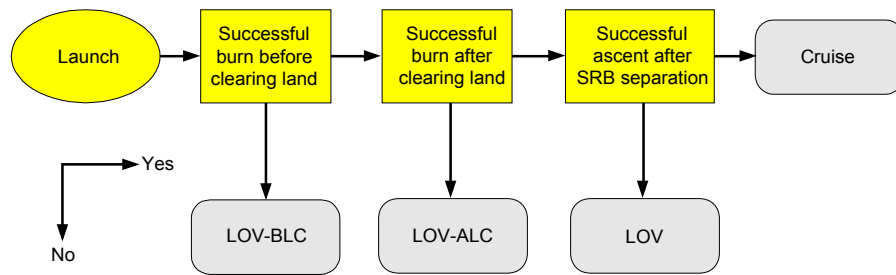 Launch
Successful
burn before
clearing land
Successful
burn after
clearing land
Successful
ascent after
SRB separation
Cruise
Yes
No
LOV-BLC
LOV-ALC
LOV